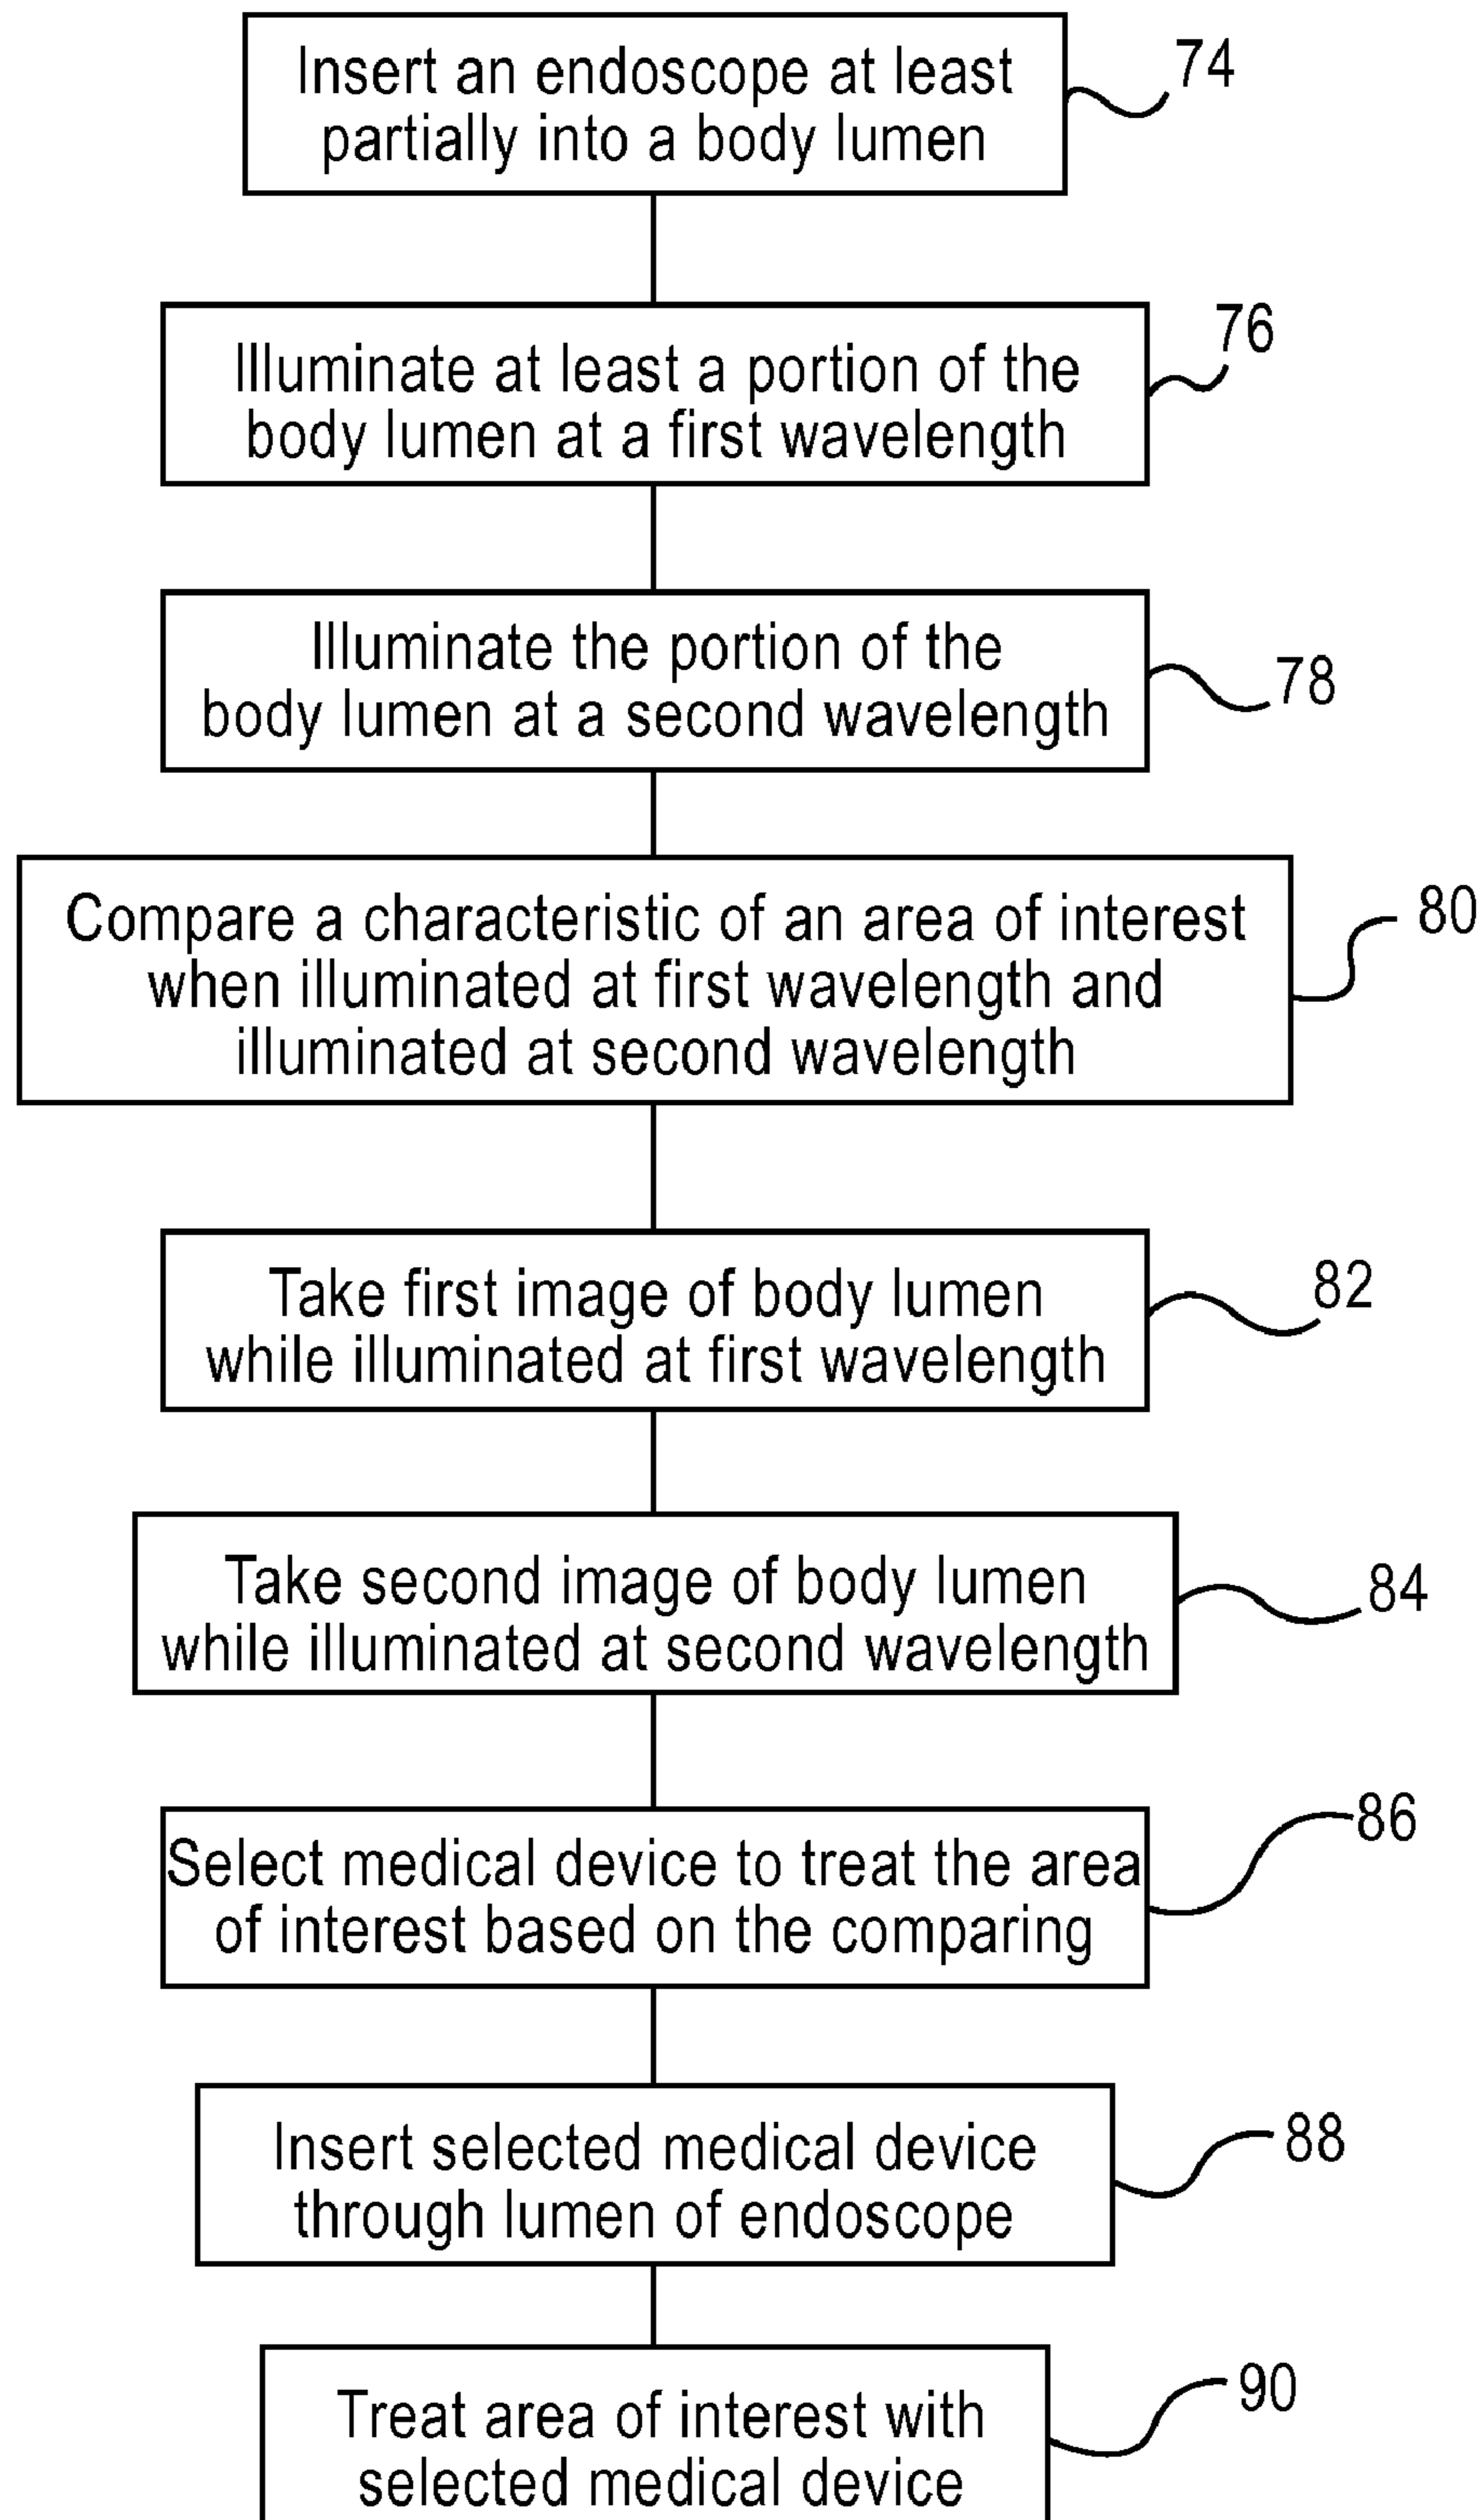 Insert an endoscope at least
partially into a body lumen
74
Illuminate at least a portion of the
body lumen at a first wavelength
76
Illuminate the portion of the
body lumen at a second wavelength
78
Compare a characteristic of an area of interest
when illuminated at first wavelength and
illuminated at second wavelength
80
Take first image of body lumen
while illuminated at first wavelength
82
Take second image of body lumen
while illuminated at second wavelength
84
Select medical device to treat the area
of interest based on the comparing
86
Insert selected medical device
through lumen of endoscope
88
Treat area of interest with
selected medical device
90